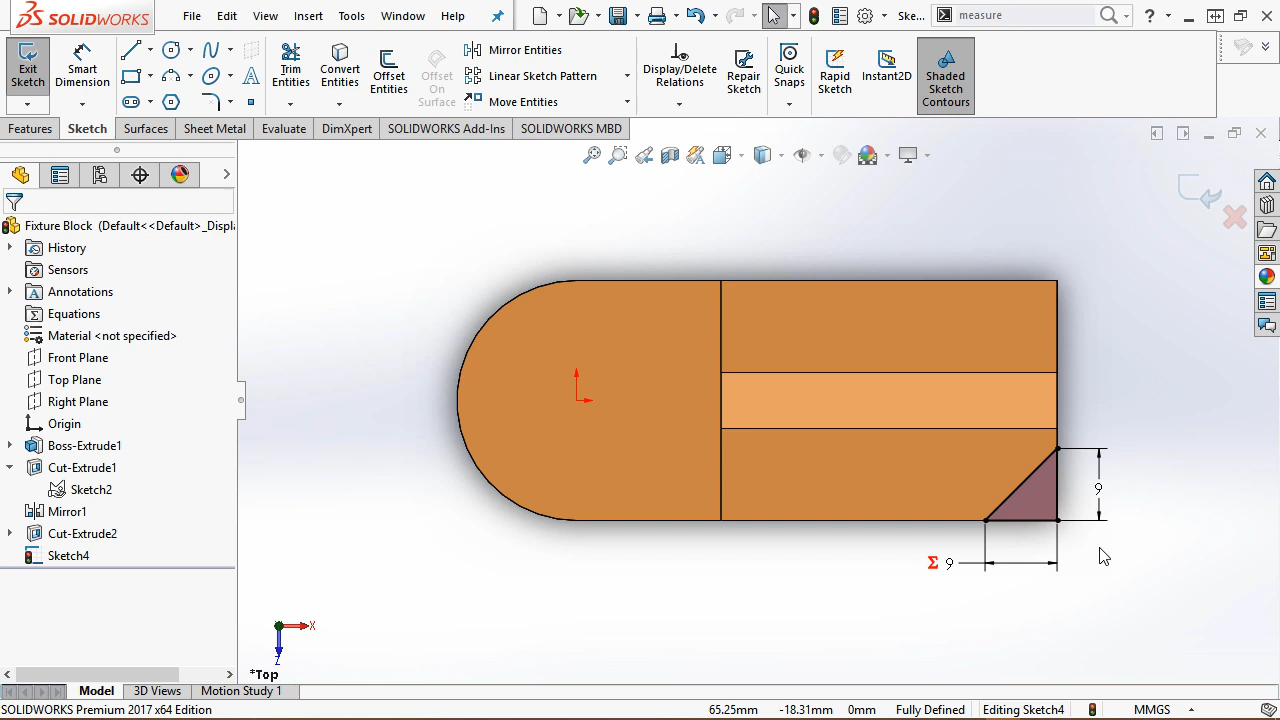 SOLIDWORKS
File Edit View Insert Tools Window Help
Ske... measure
Exit Sketch
Smart Dimension
Trim Entities
Convert Entities
Offset Entities
Offset On Surface
Mirror Entities
Linear Sketch Pattern
Move Entities
Display/Delete Relations
Repair Sketch
Quick Snaps
Rapid Sketch
Instant2D
Shaded Sketch Contours
Features Sketch Surfaces Sheet Metal Evaluate DimXpert SOLIDWORKS Add-Ins SOLIDWORKS MBD
Fixture Block (Default<<Default>_Displ
History
Sensors
Annotations
Equations
Material <not specified>
Front Plane
Top Plane
Right Plane
Origin
Boss-Extrude1
Cut-Extrude1
Sketch2
Mirror1
Cut-Extrude2
Sketch4
9
Σ 9
X
Z
*Top
Model 3D Views Motion Study 1
SOLIDWORKS Premium 2017 x64 Edition 65.25mm -18.31mm 0mm Fully Defined Editing Sketch4 MMGS